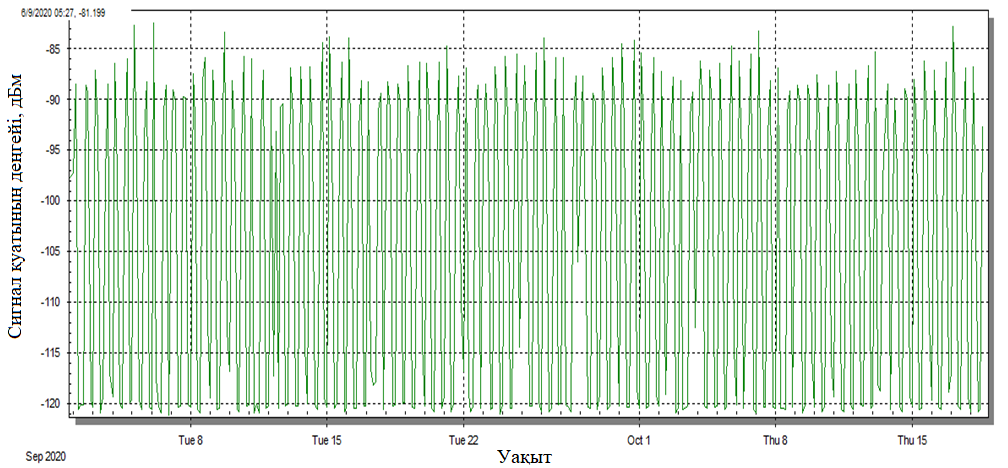 6/9/2020 05:27, -81.199
Сигнал қуатының деңгейі, дБм
-85
-90
-95
-100
-105
-110
-115
-120
Tue 8
Tue 15
Tue 22
Oct 1
Thu 8
Thu 15
Sep 2020
Уақыт